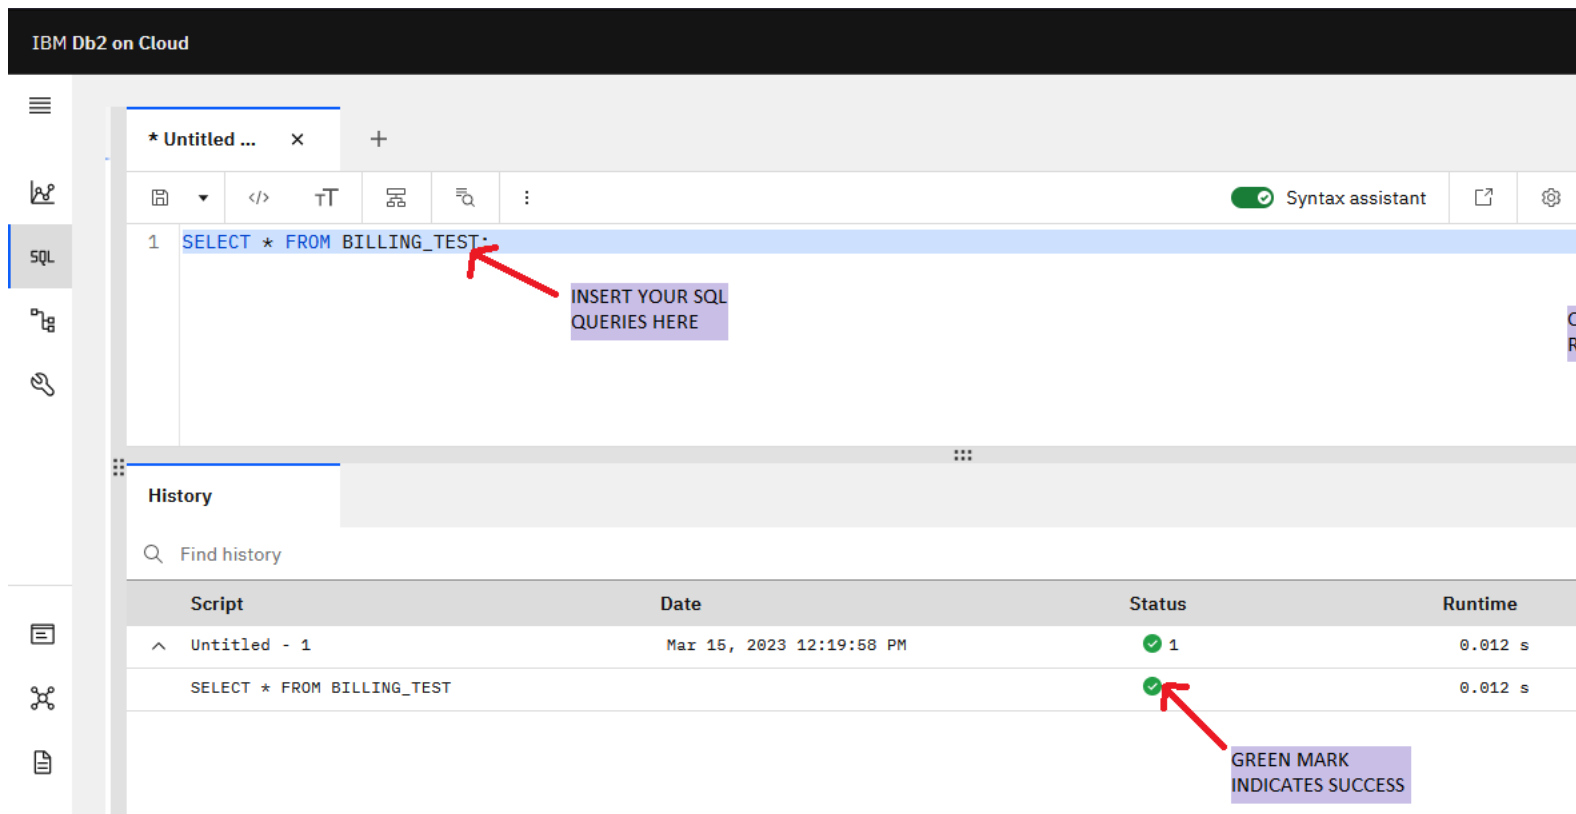 IBM Db2 on Cloud
* Untitled ... × +
</> TT Syntax assistant
SQL
1 SELECT * FROM BILLING_TEST;
INSERT YOUR SQL
QUERIES HERE
History
Find history
Script Date Status Runtime
Untitled - 1 Mar 15, 2023 12:19:58 PM 1 0.012 s
SELECT * FROM BILLING_TEST 0.012 s
GREEN MARK
INDICATES SUCCESS